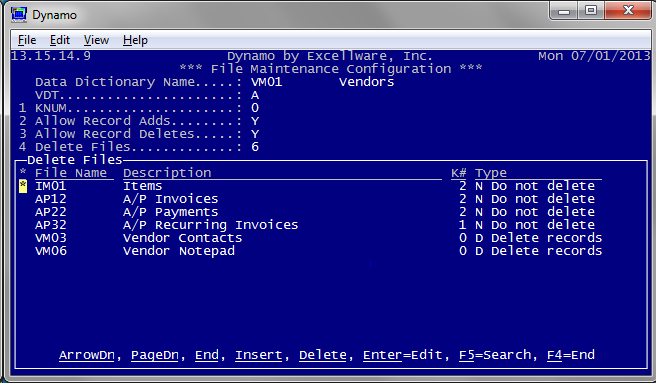 Dynamo
File Edit View Help
13.15.14.9 Dynamo by Excellware, Inc. Mon 07/01/2013
*** File Maintenance Configuration ***
Data Dictionary Name.....: VM01 Vendors
VDT......................: A
1 KNUM.....................: 0
2 Allow Record Adds........: Y
3 Allow Record Deletes.....: Y
4 Delete Files.............: 6
Delete Files
* File Name Description K# Type
* IM01 Items 2 N Do not delete
AP12 A/P Invoices 2 N Do not delete
AP22 A/P Payments 2 N Do not delete
AP32 A/P Recurring Invoices 1 N Do not delete
VM03 Vendor Contacts 0 D Delete records
VM06 Vendor Notepad 0 D Delete records
ArrowDn, PageDn, End, Insert, Delete, Enter=Edit, F5=Search, F4=End